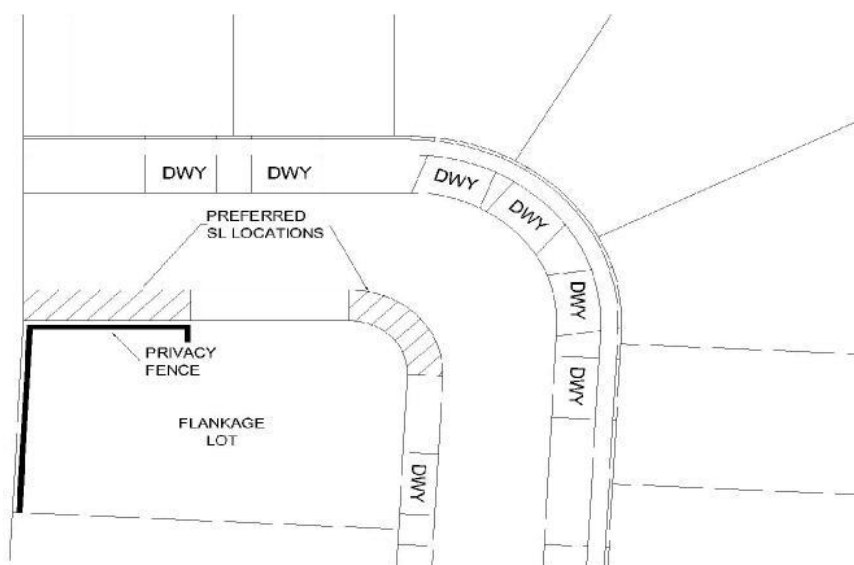 DWY
DWY
DWY
DWY
PREFERRED
SL LOCATIONS
DWY
PRIVACY
FENCE
DWY
FLANKAGE
LOT
DWY